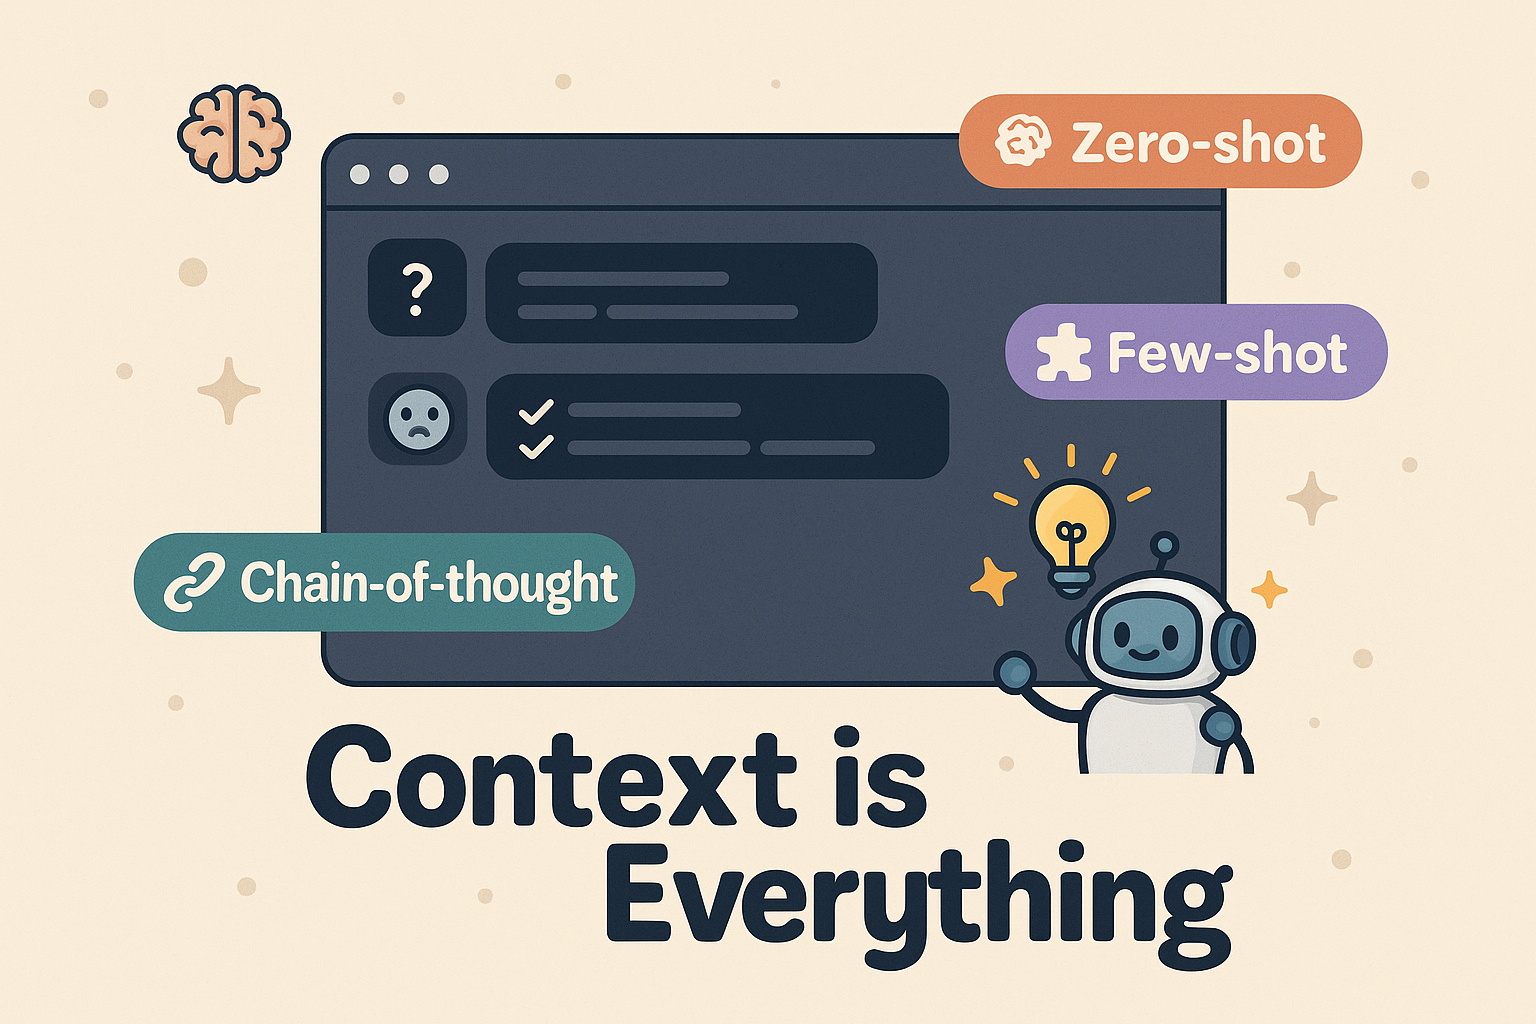 Zero-shot
?
Few-shot
Chain-of-thought
Context is
Everything